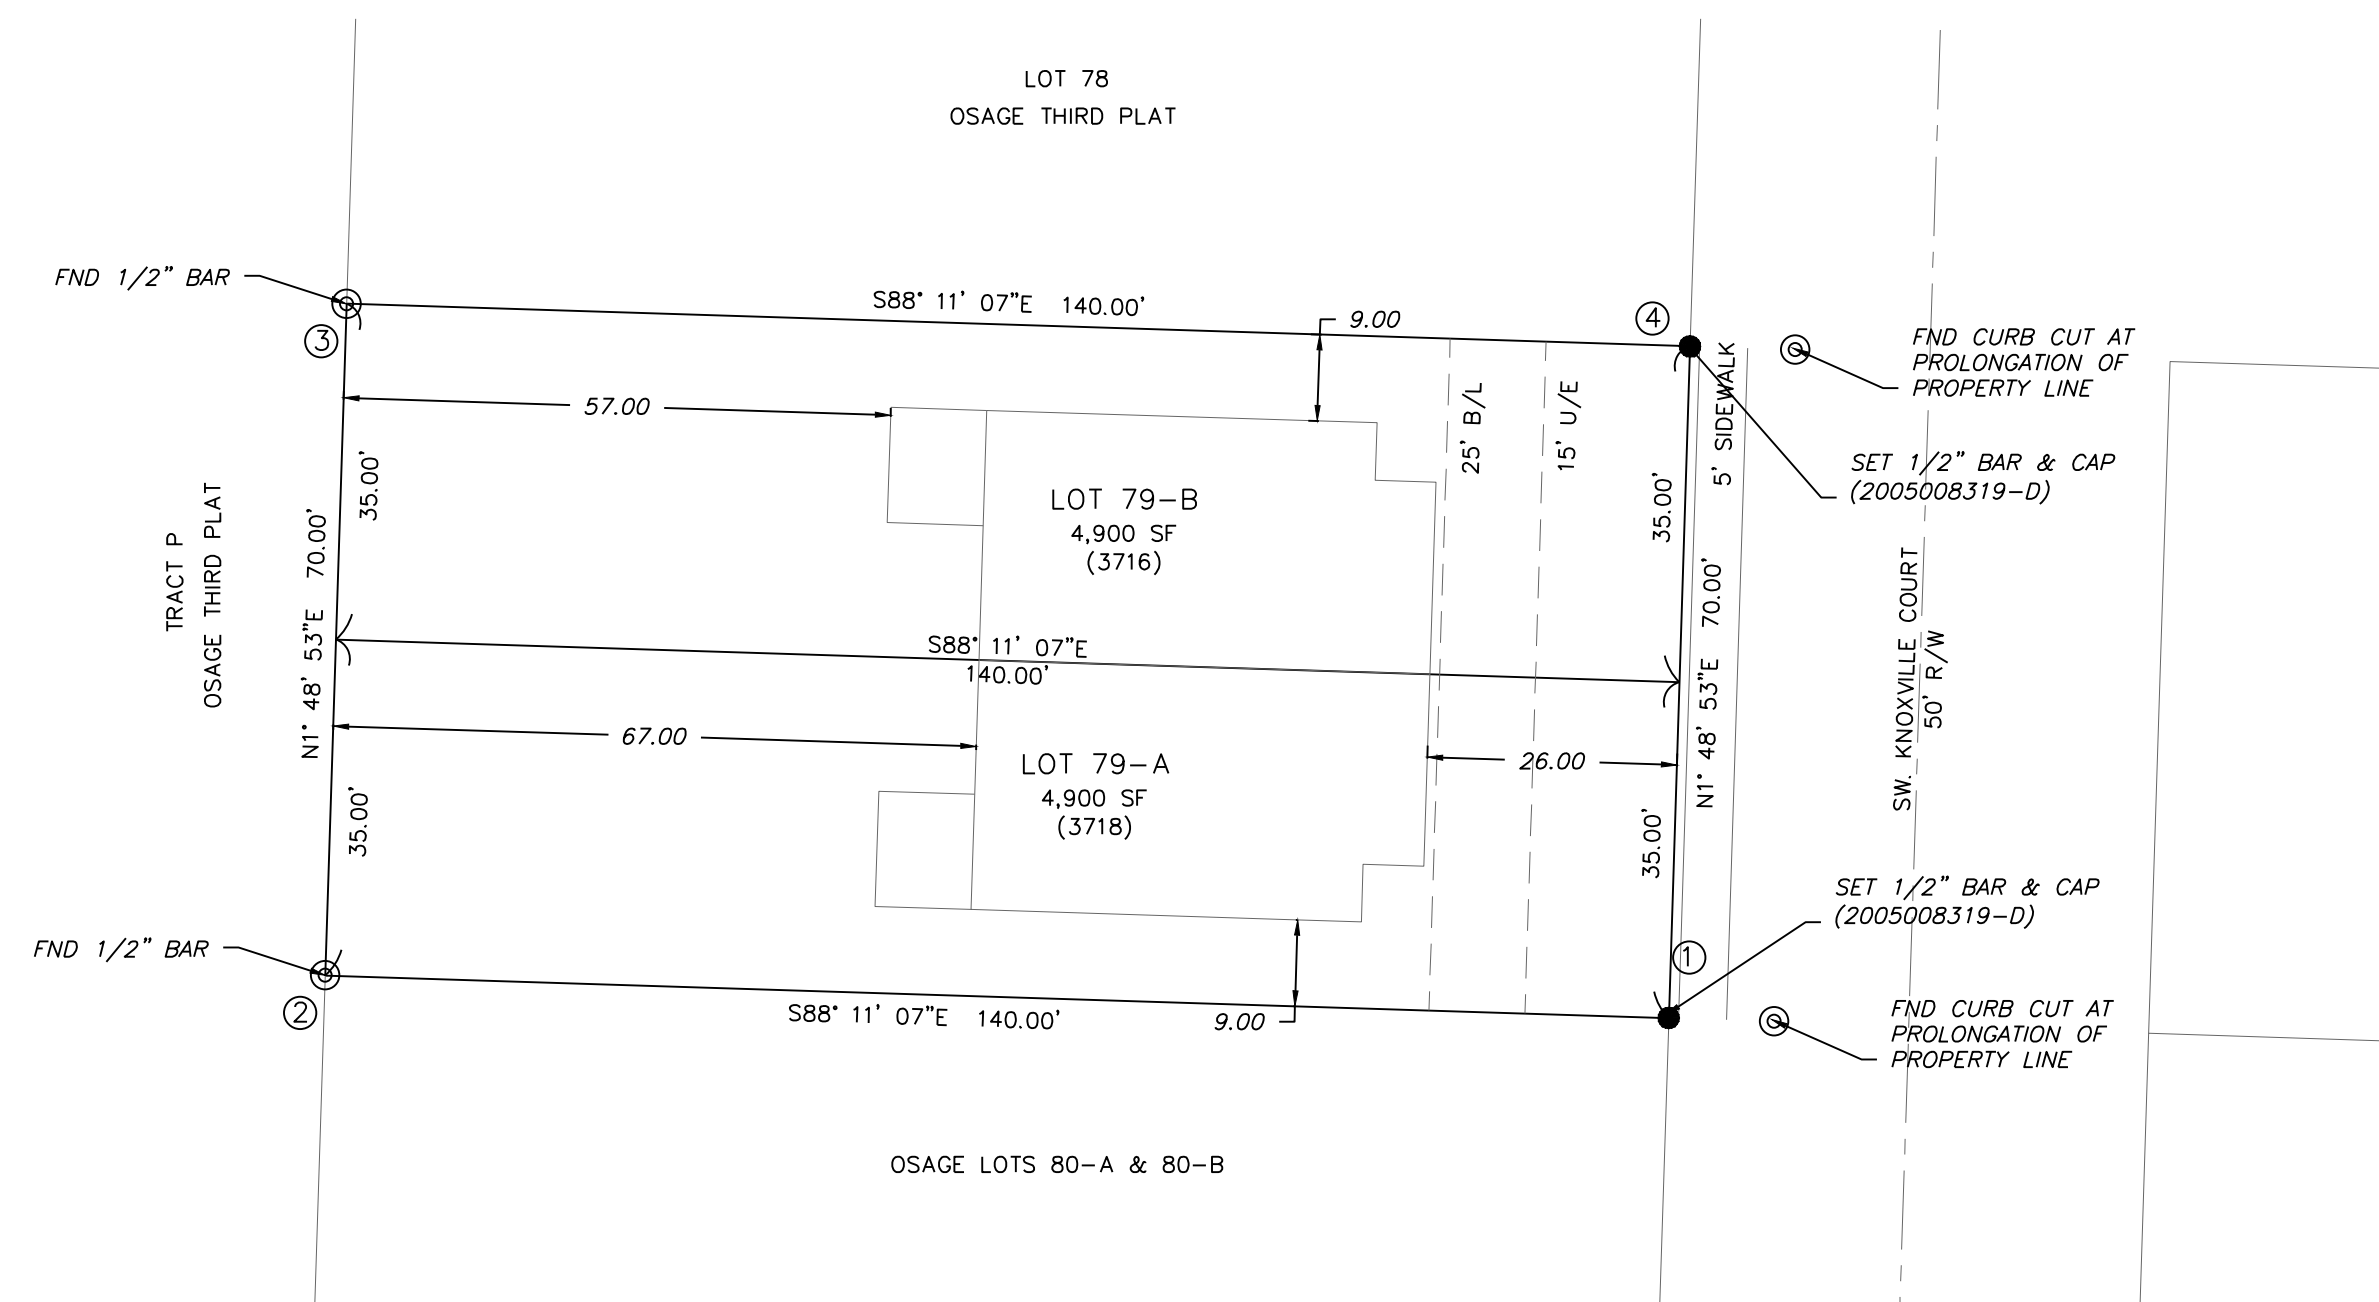 LOT 78
OSAGE THIRD PLAT
FND 1/2" BAR
3
S88° 11' 07"E 140.00'
9.00
4
FND CURB CUT AT
PROLONGATION OF
PROPERTY LINE
5' SIDEWALK
57.00
25' B/L
15' U/E
SET 1/2" BAR & CAP
(2005008319-D)
35.00'
LOT 79-B
4,900 SF
(3716)
35.00'
TRACT P
OSAGE THIRD PLAT
N1° 48' 53"E 70.00'
S88° 11' 07"E
140.00'
N1° 48' 53"E 70.00'
SW. KNOXVILLE COURT
50' R/W
67.00
26.00
LOT 79-A
4,900 SF
(3718)
35.00'
35.00'
SET 1/2" BAR & CAP
(2005008319-D)
FND 1/2" BAR
1
2
S88° 11' 07"E 140.00'
9.00
FND CURB CUT AT
PROLONGATION OF
PROPERTY LINE
OSAGE LOTS 80-A & 80-B